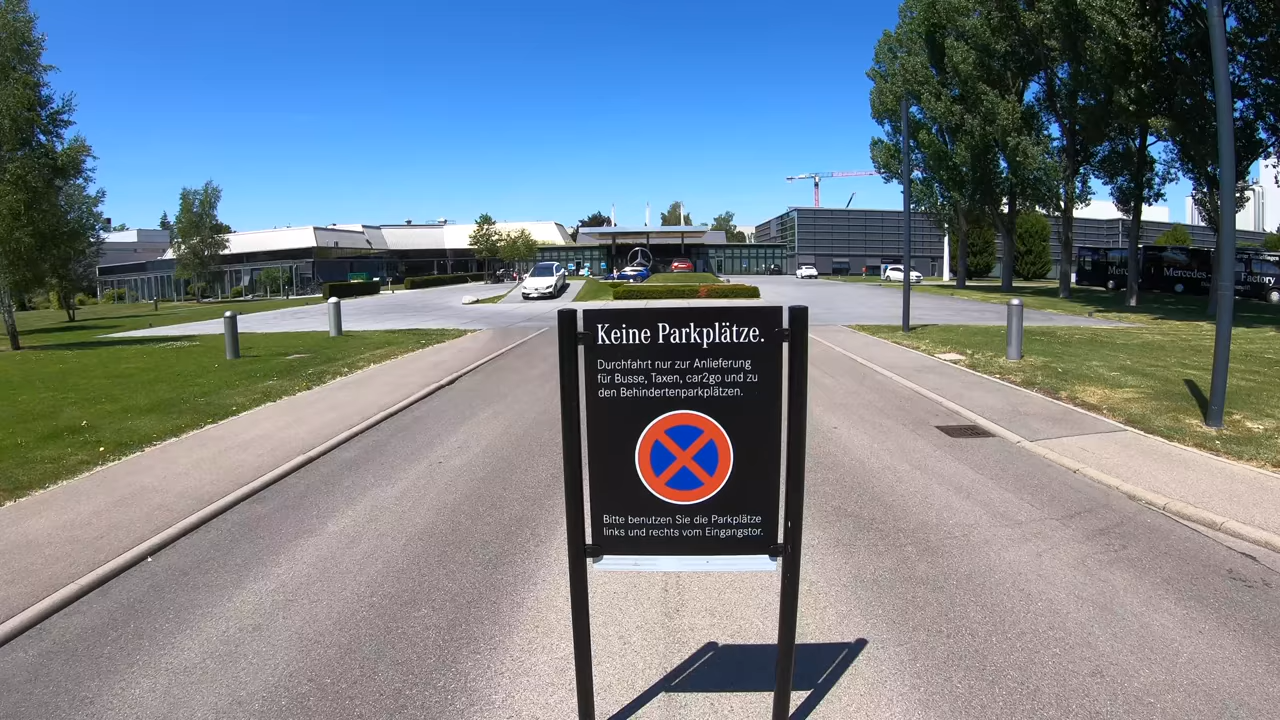 Keine Parkplätze.
Durchfahrt nur zur Anlieferung
für Busse, Taxen, car2go und zu
den Behindertenparkplätzen.
Bitte benutzen Sie die Parkplätze
links und rechts vom Eingangstor.
Mercedes- Factory